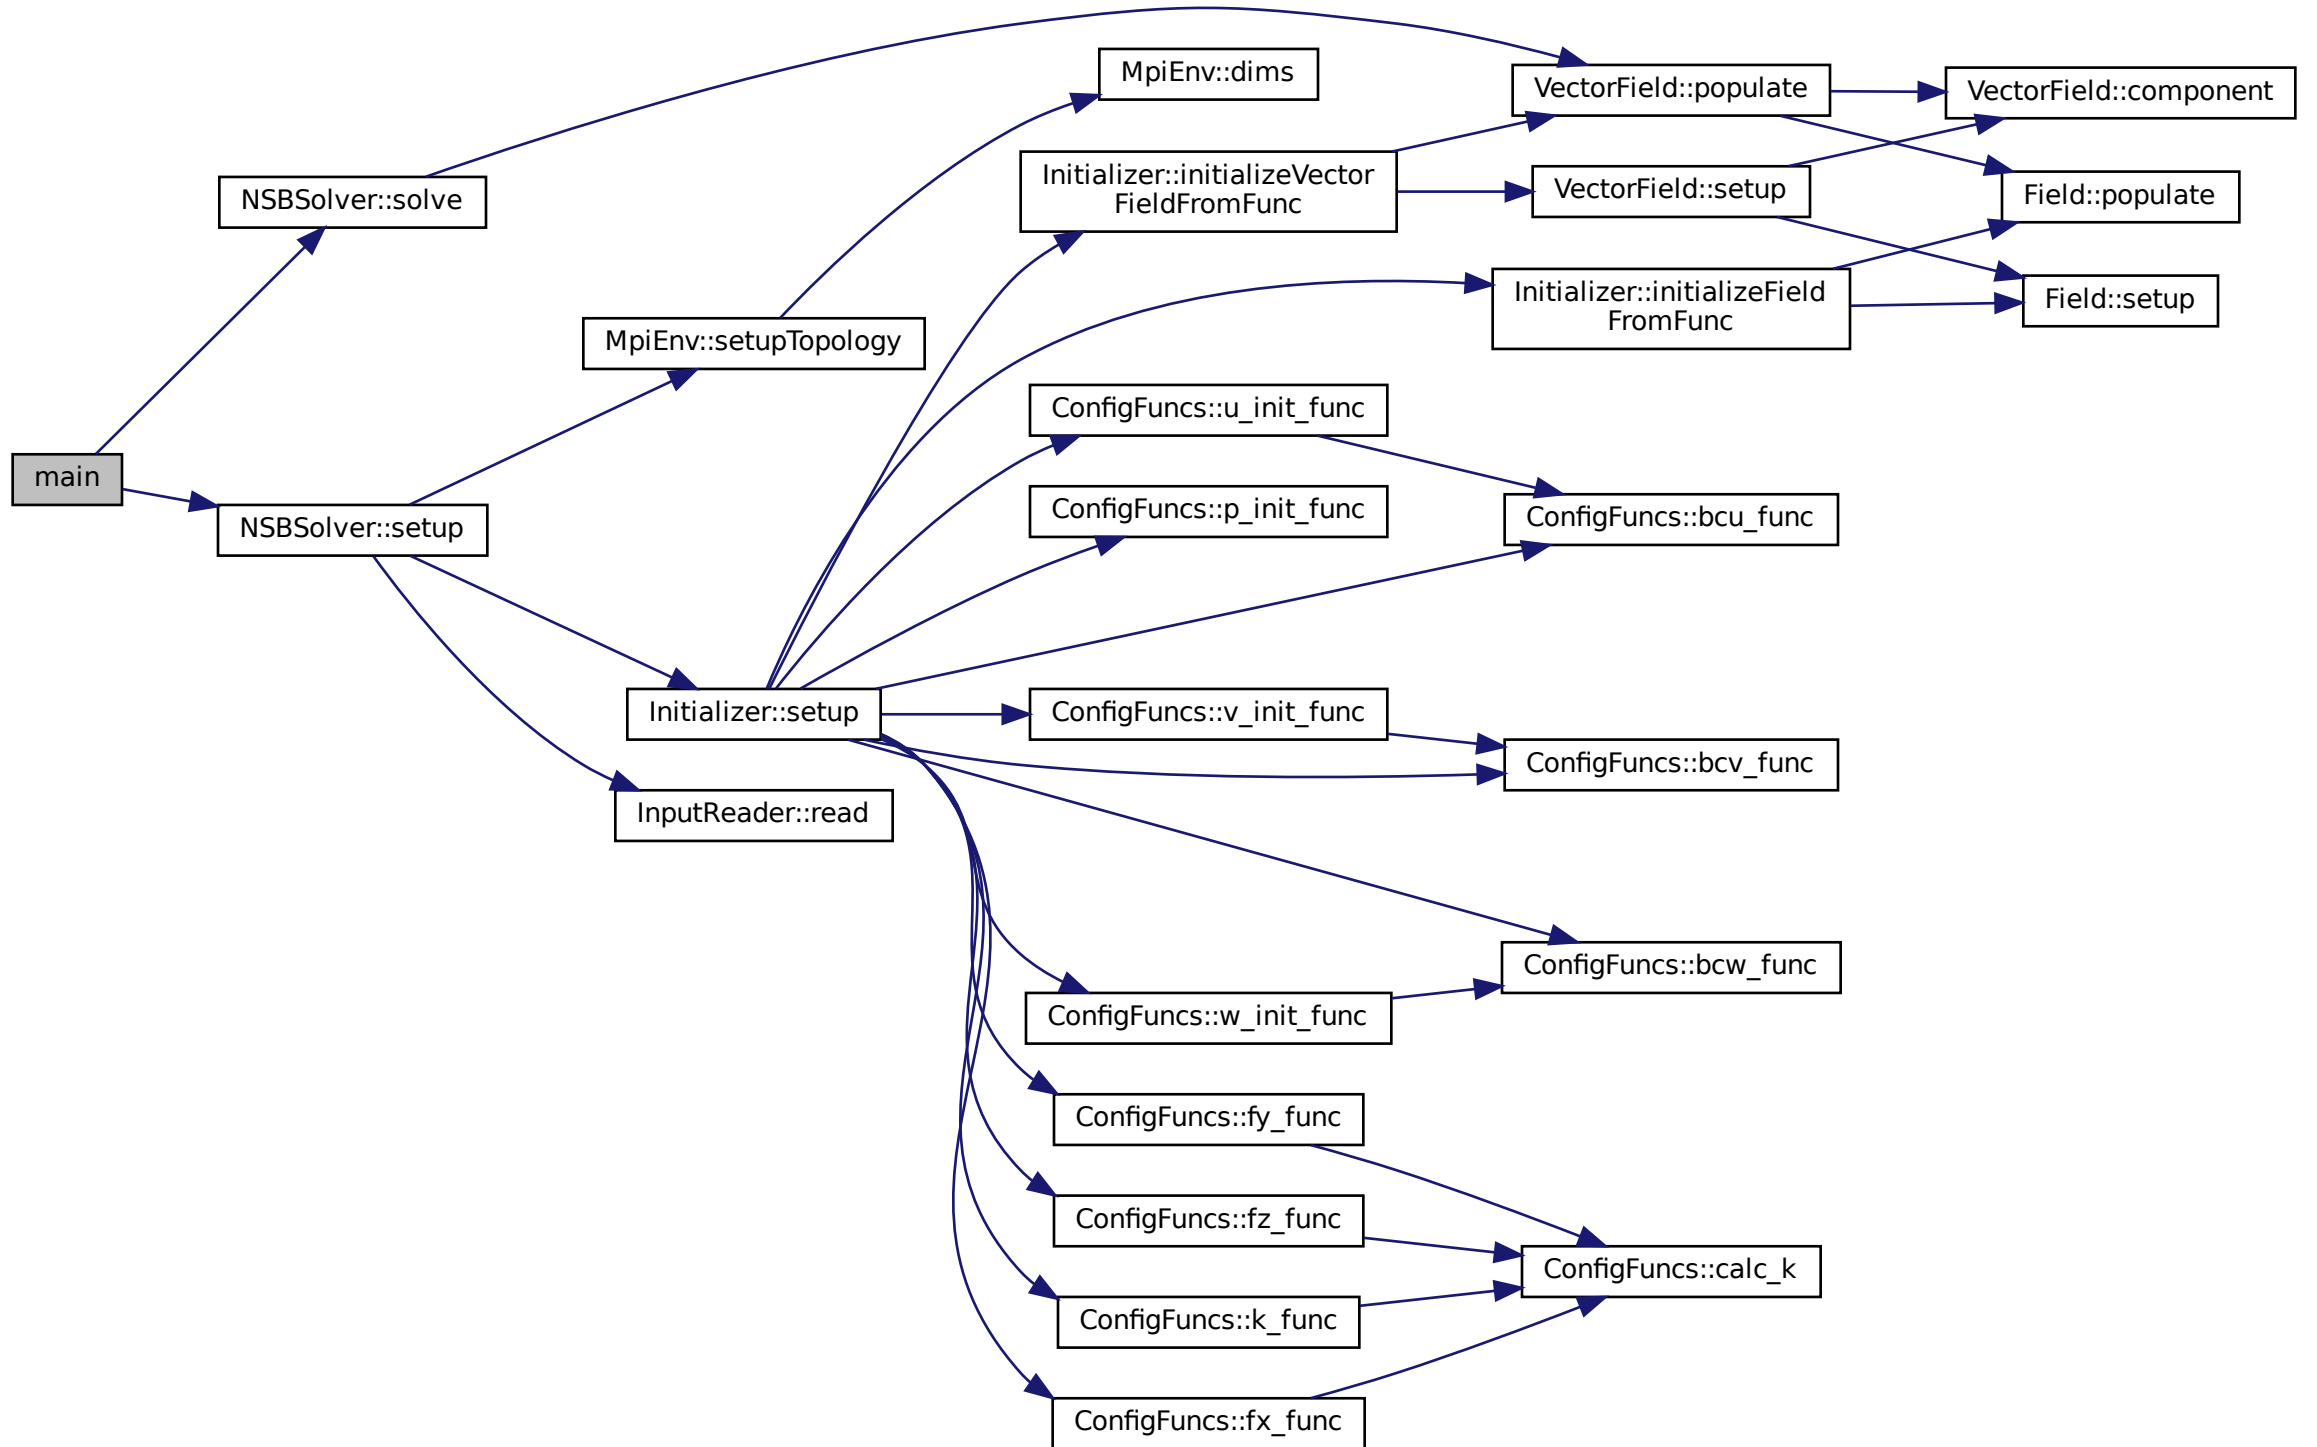 MpiEnv::dims
VectorField::populate
VectorField::component
NSBSolver::solve
Initializer::initializeVector
FieldFromFunc
VectorField::setup
Field::populate
MpiEnv::setupTopology
Initializer::initializeField
FromFunc
Field::setup
ConfigFuncs::u_init_func
main
NSBSolver::setup
ConfigFuncs::p_init_func
ConfigFuncs::bcu_func
Initializer::setup
ConfigFuncs::v_init_func
ConfigFuncs::bcv_func
InputReader::read
ConfigFuncs::bcw_func
ConfigFuncs::w_init_func
ConfigFuncs::fy_func
ConfigFuncs::fz_func
ConfigFuncs::calc_k
ConfigFuncs::k_func
ConfigFuncs::fx_func